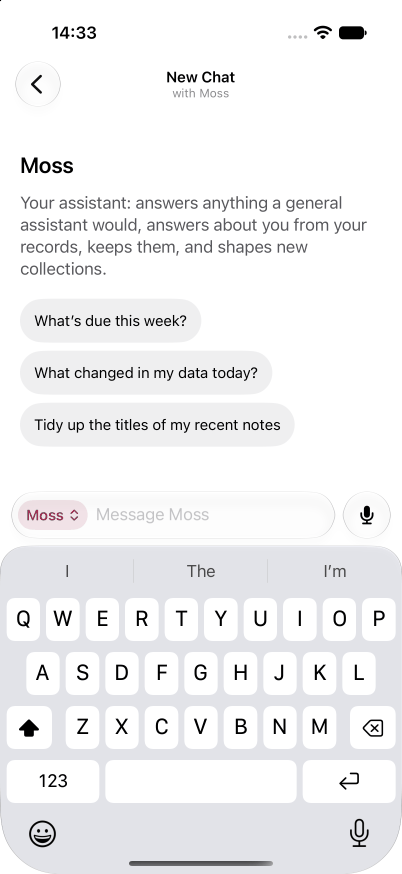 14:33
New Chat
with Moss
Moss
Your assistant: answers anything a general
assistant would, answers about you from your
records, keeps them, and shapes new
collections.
What's due this week?
What changed in my data today?
Tidy up the titles of my recent notes
Moss Message Moss
I The I'm
Q W E R T Y U I O P
A S D F G H J K L
Z X C V B N M
123